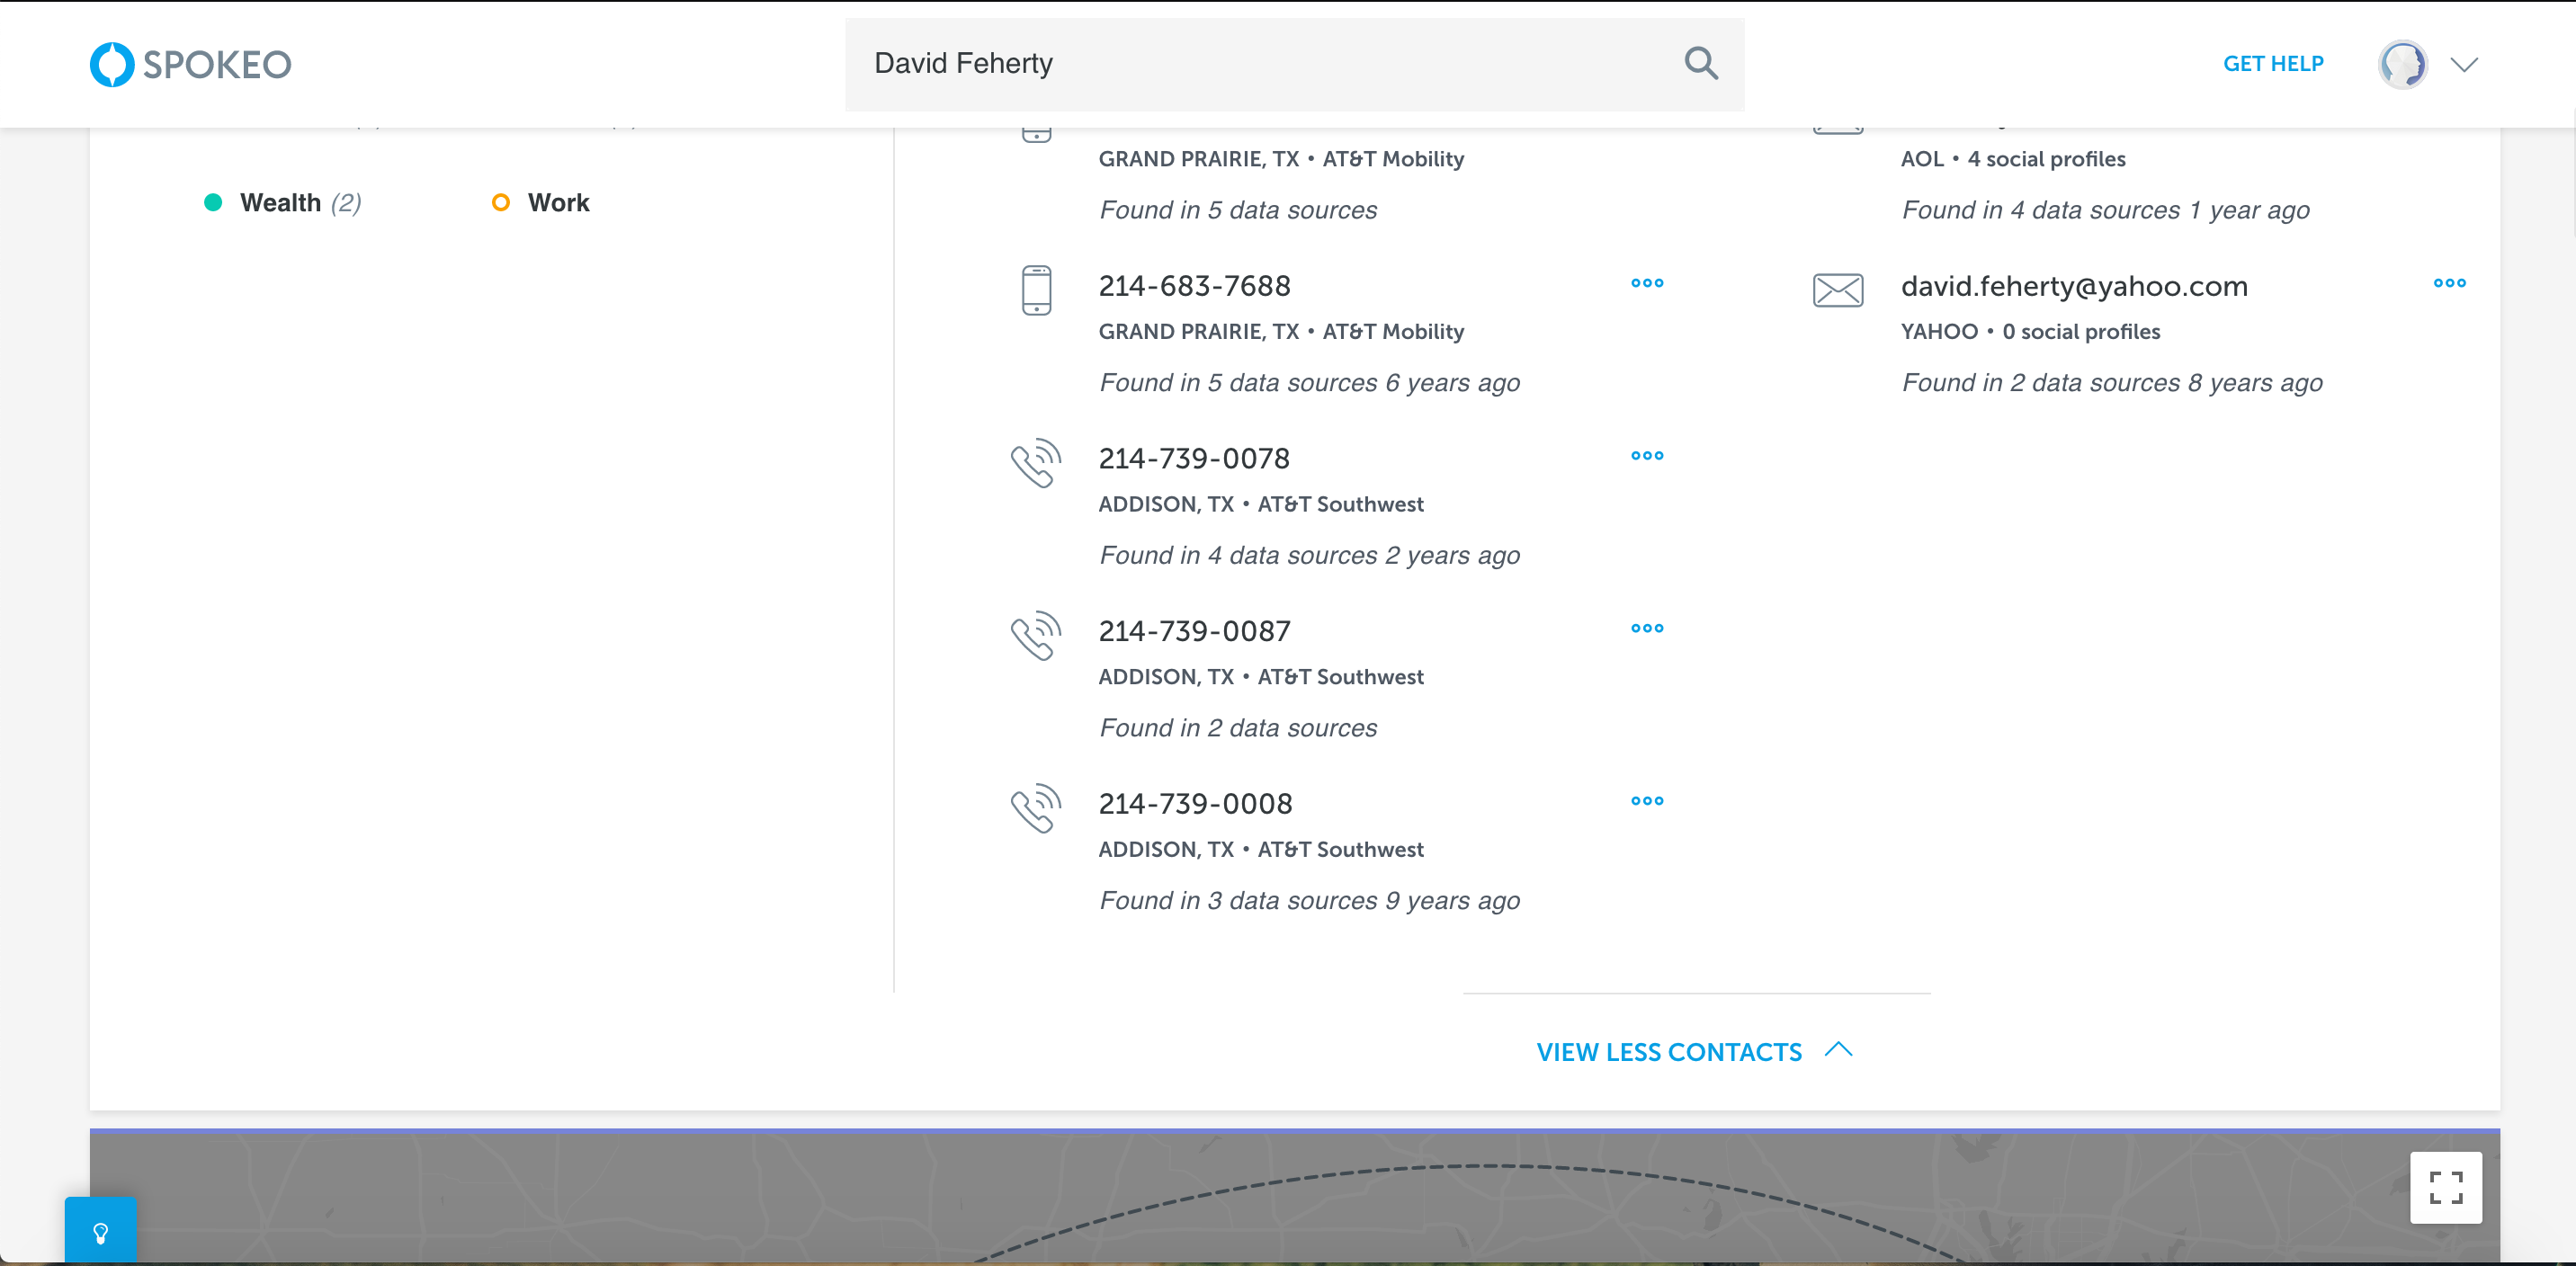 SPOKEO
David Feherty
GET HELP
Wealth (2)
Work
GRAND PRAIRIE, TX • AT&T Mobility
Found in 5 data sources
214-683-7688
GRAND PRAIRIE, TX • AT&T Mobility
Found in 5 data sources 6 years ago
214-739-0078
ADDISON, TX • AT&T Southwest
Found in 4 data sources 2 years ago
214-739-0087
ADDISON, TX • AT&T Southwest
Found in 2 data sources
214-739-0008
ADDISON, TX • AT&T Southwest
Found in 3 data sources 9 years ago
AOL • 4 social profiles
Found in 4 data sources 1 year ago
david.feherty@yahoo.com
YAHOO • 0 social profiles
Found in 2 data sources 8 years ago
VIEW LESS CONTACTS